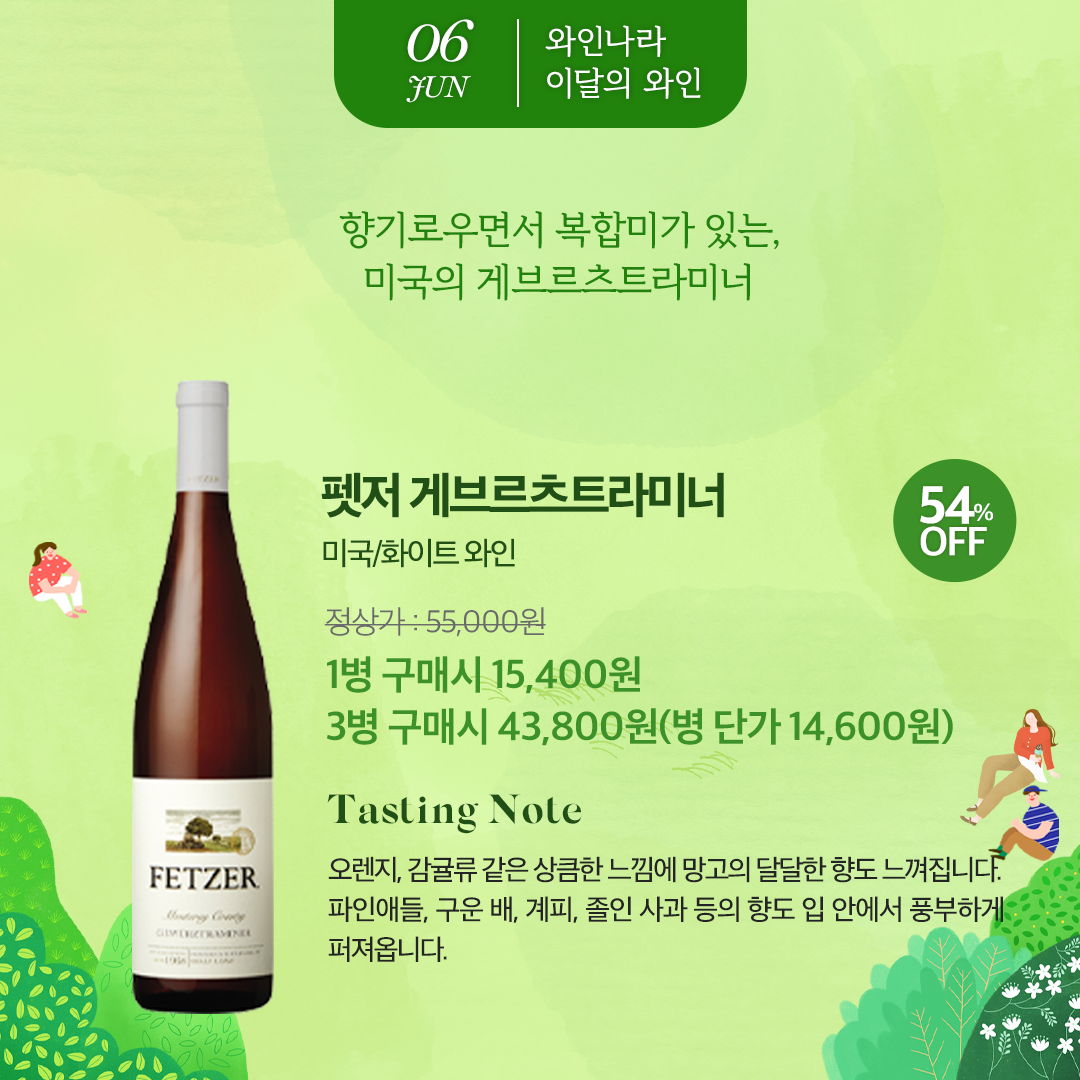 06
JUN
와인나라
이달의 와인
향기로우면서 복합미가 있는,
미국의 게브르츠트라미너
펫저 게브르츠트라미너
미국/화이트 와인
54%
OFF
정상가 : 55,000원
1병 구매시 15,400원
3병 구매시 43,800원(병 단가 14,600원)
Tasting Note
오렌지, 감귤류 같은 상큼한 느낌에 망고의 달달한 향도 느껴집니다.
파인애들, 구운 배, 계피, 졸인 사과 등의 향도 입 안에서 풍부하게
퍼져옵니다.
FETZER
FETZER
Monterey County
GEWÜRZTRAMINER
1968